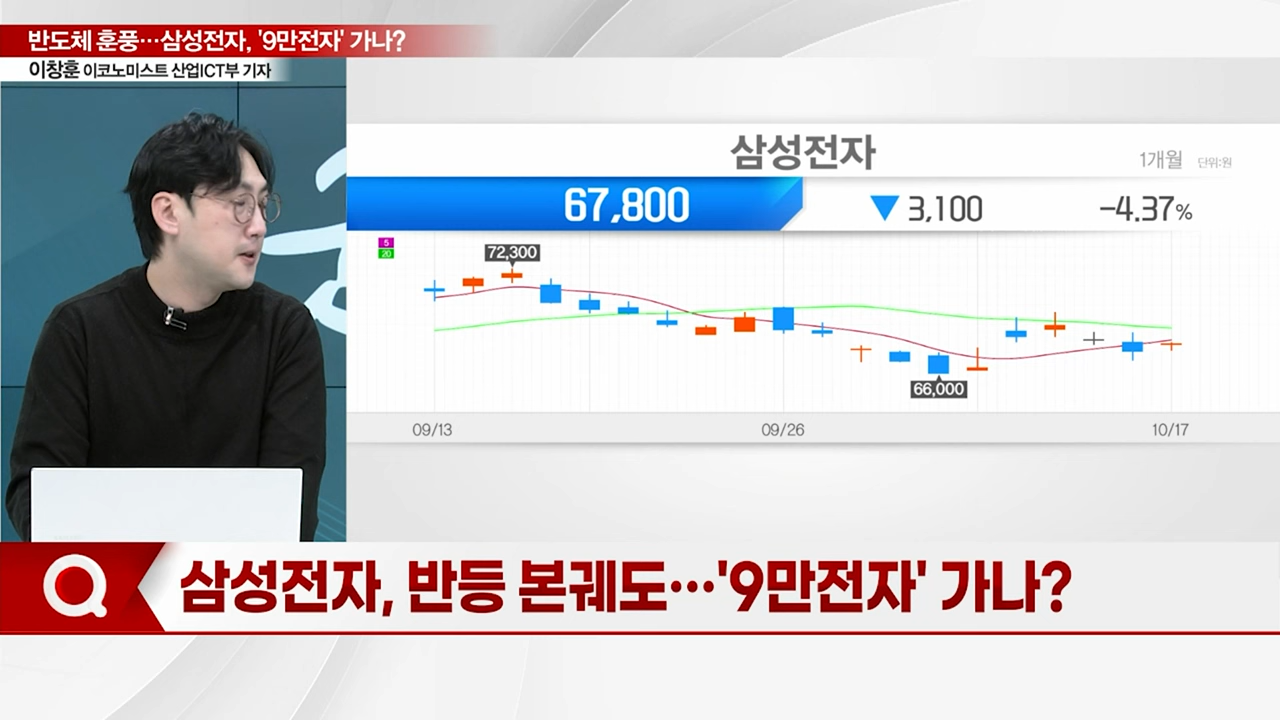 반도체 훈풍…삼성전자, '9만전자' 가나?
이창훈 이코노미스트 산업ICT부 기자
삼성전자
1개월 단위:원
67,800 ▼ 3,100 -4.37%
5
20
72,300
66,000
09/13 09/26 10/17
Q 삼성전자, 반등 본궤도…'9만전자' 가나?